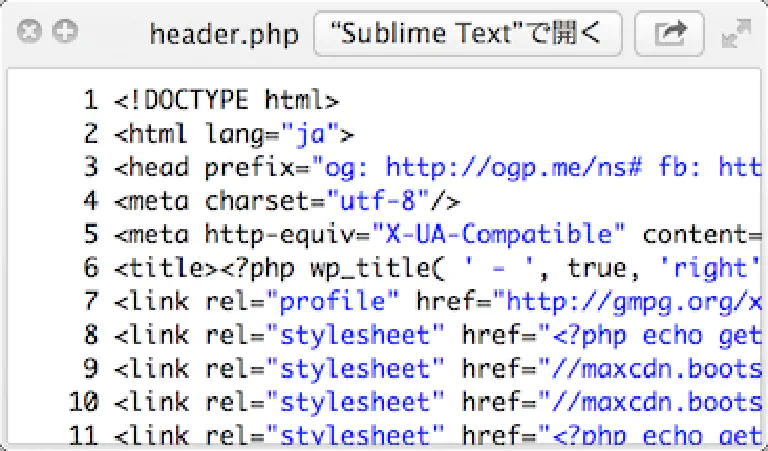 header.php “Sublime Text”で開く
1 <!DOCTYPE html>
2 <html lang="ja">
3 <head prefix="og: http://ogp.me/ns# fb: htt
4 <meta charset="utf-8"/>
5 <meta http-equiv="X-UA-Compatible" content=
6 <title><?php wp_title( ' - ', true, 'right'
7 <link rel="profile" href="http://gmpg.org/x
8 <link rel="stylesheet" href="<?php echo get
9 <link rel="stylesheet" href="//maxcdn.boots
10 <link rel="stylesheet" href="//maxcdn.boots
11 <link rel="stylesheet" href="<?php echo get